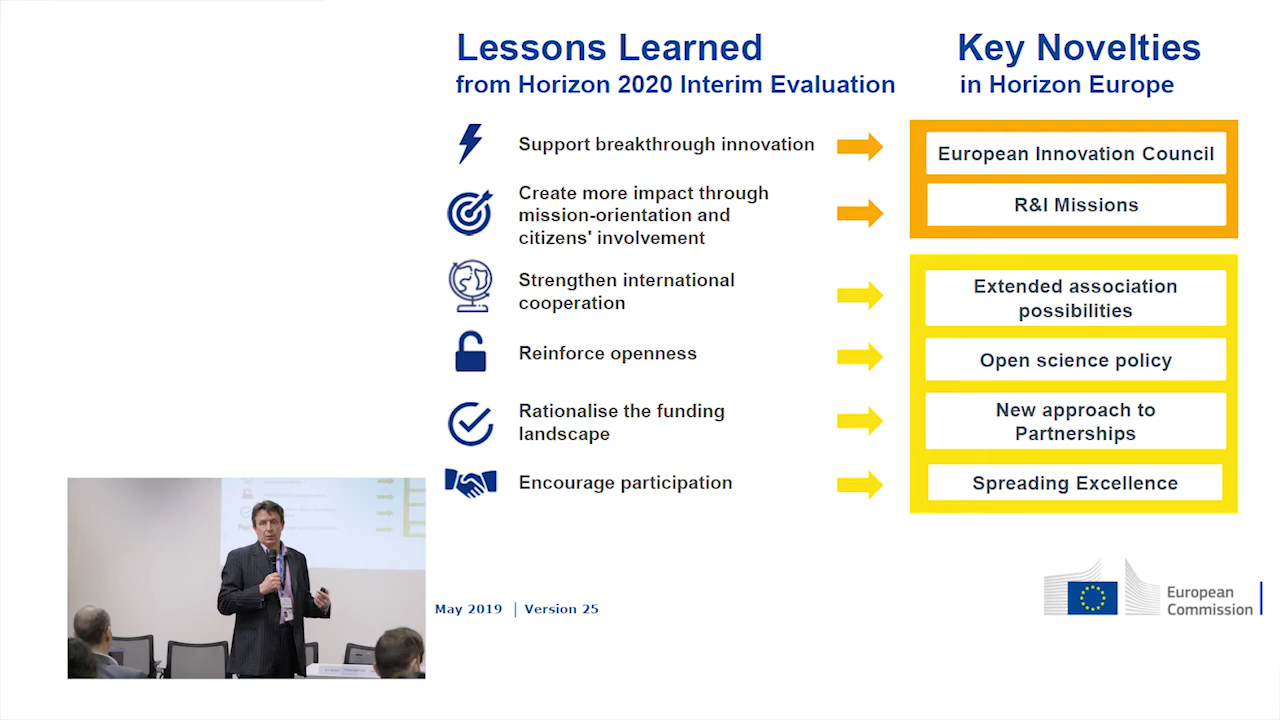 Lessons Learned
from Horizon 2020 Interim Evaluation
Key Novelties
in Horizon Europe
Support breakthrough innovation
European Innovation Council
Create more impact through
mission-orientation and
citizens' involvement
R&I Missions
Strengthen international
cooperation
Extended association
possibilities
Reinforce openness
Open science policy
Rationalise the funding
landscape
New approach to
Partnerships
Encourage participation
Spreading Excellence
May 2019 | Version 25
European
Commission